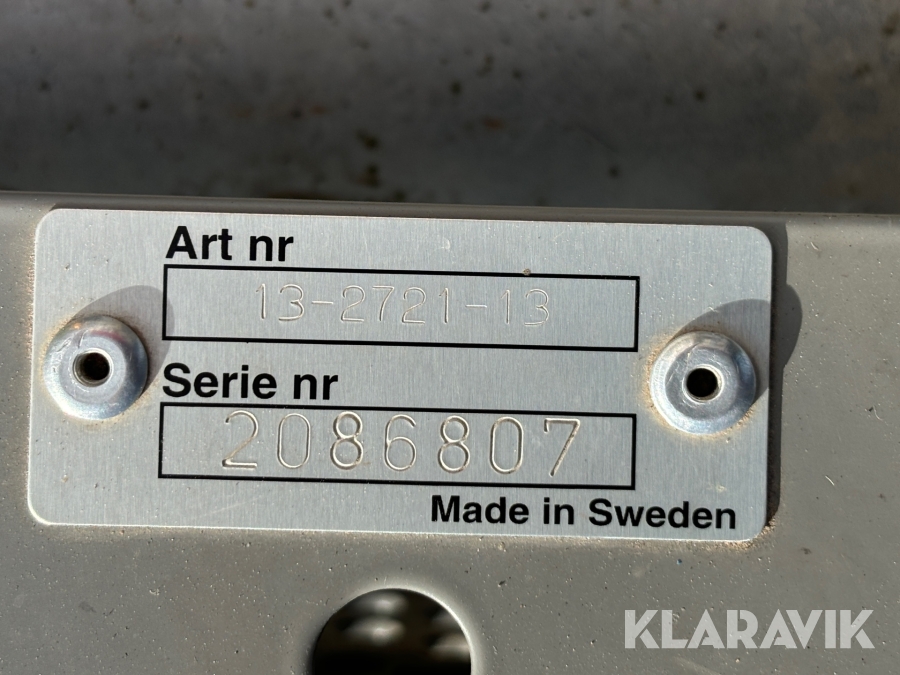 Art nr
13-2721-13
Serie nr
2086807
Made in Sweden
KLARAVIK